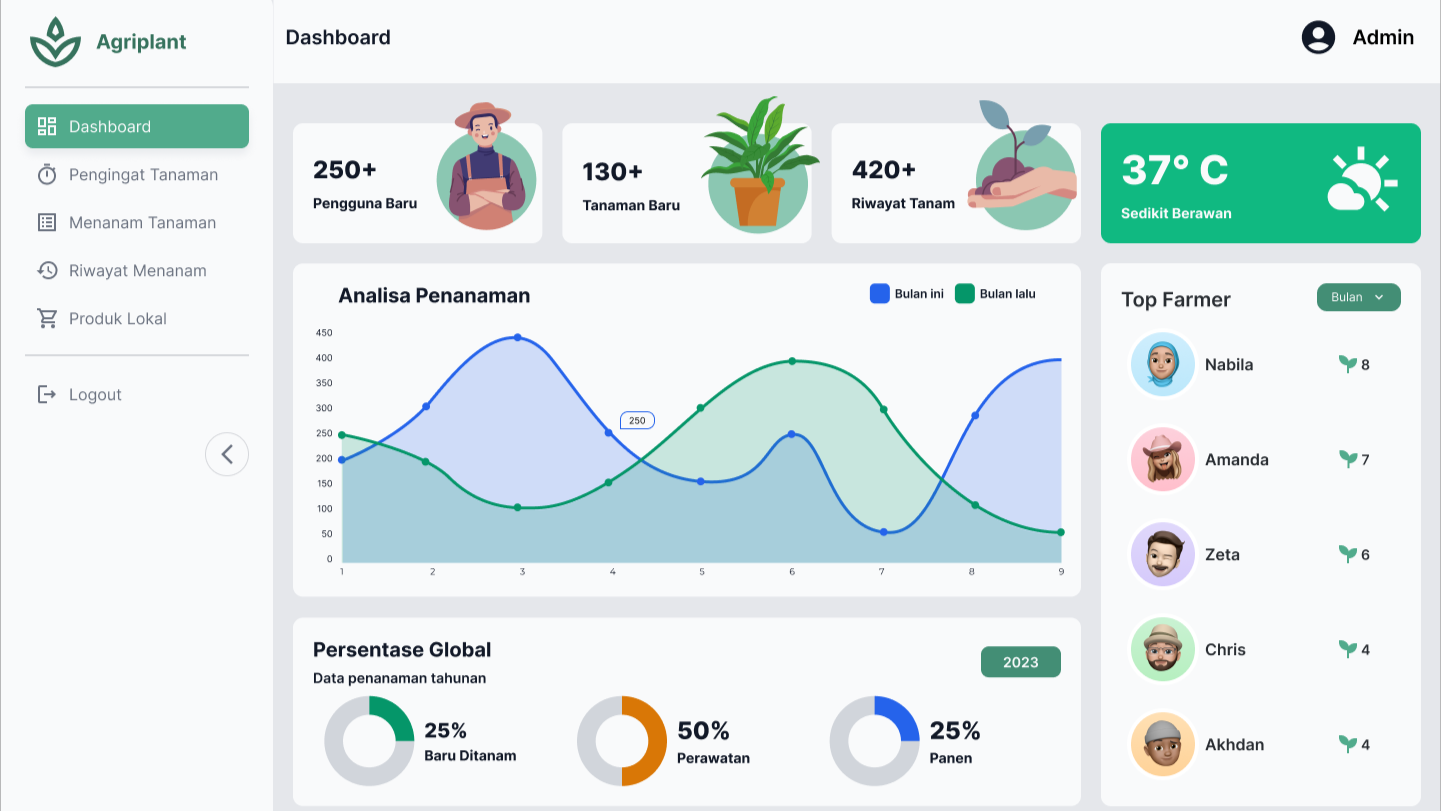 Agriplant
Dashboard
Pengingat Tanaman
Menanam Tanaman
Riwayat Menanam
Produk Lokal
Logout
Dashboard
Admin
250+
Pengguna Baru
130+
Tanaman Baru
420+
Riwayat Tanam
37° C
Sedikit Berawan
Analisa Penanaman
Bulan ini
Bulan lalu
450
400
350
300
250
200
150
100
50
0
250
1 2 3 4 5 6 7 8 9
Top Farmer
Bulan
Nabila 8
Amanda 7
Zeta 6
Chris 4
Akhdan 4
Persentase Global
Data penanaman tahunan
2023
25%
Baru Ditanam
50%
Perawatan
25%
Panen